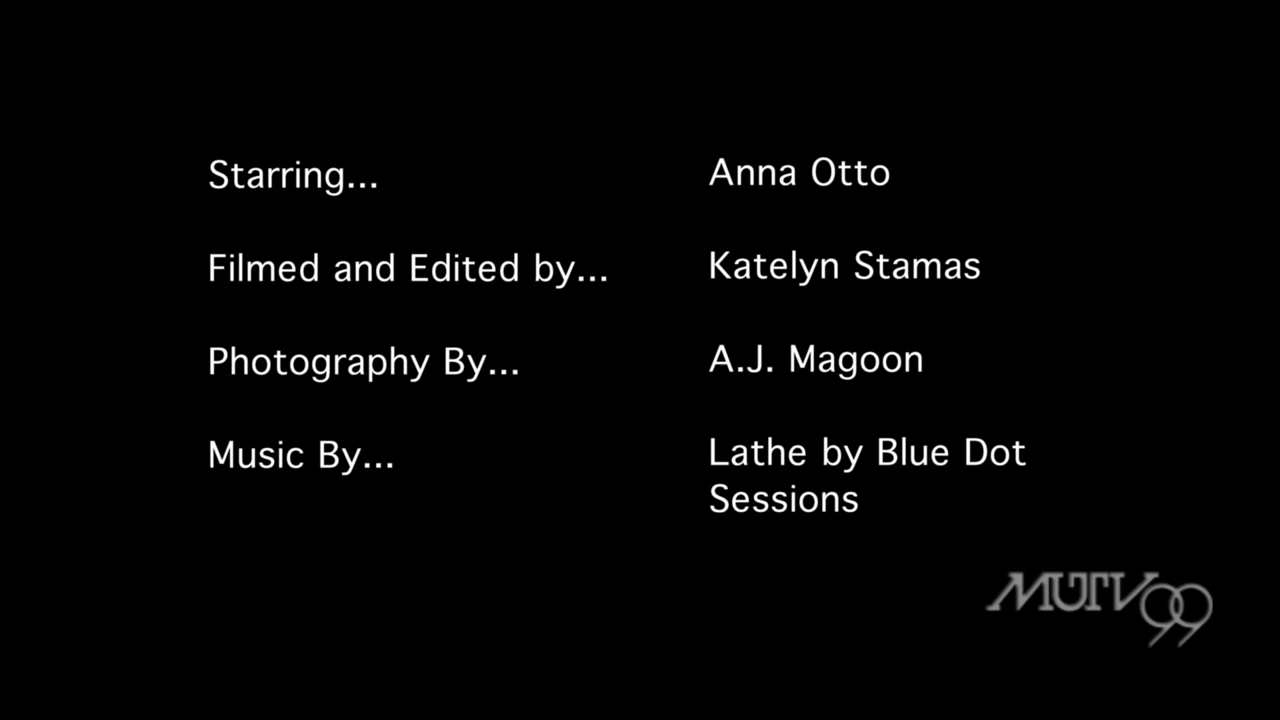 Starring... Anna Otto
Filmed and Edited by... Katelyn Stamas
Photography By... A.J. Magoon
Music By... Lathe by Blue Dot
Sessions
MUTV99